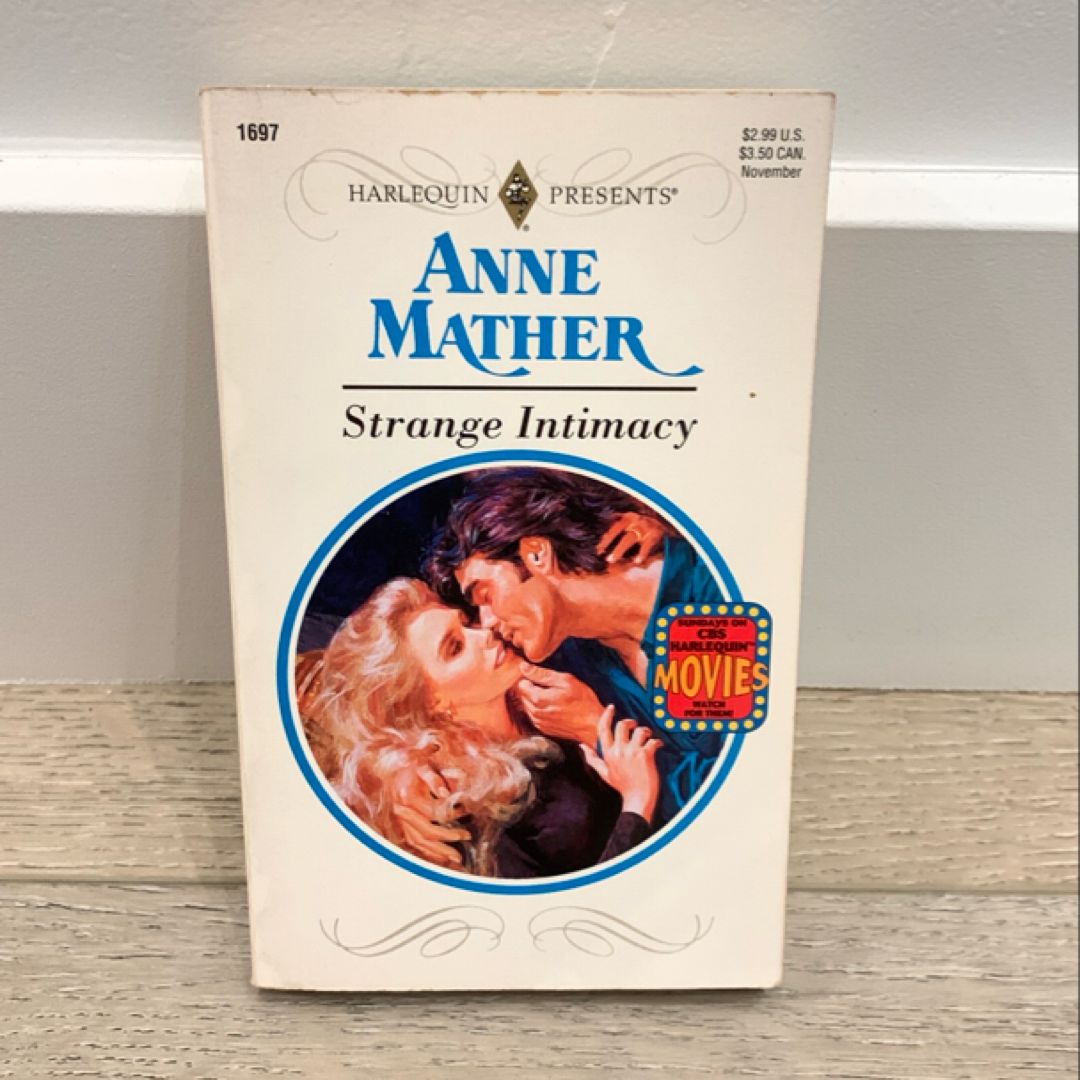 1697
$2.99 U.S.
$3.50 CAN.
November
HARLEQUIN PRESENTS®
ANNE
MATHER
Strange Intimacy
SUNDAYS ON
CBS
HARLEQUIN™
MOVIES
WATCH
FOR THEM!